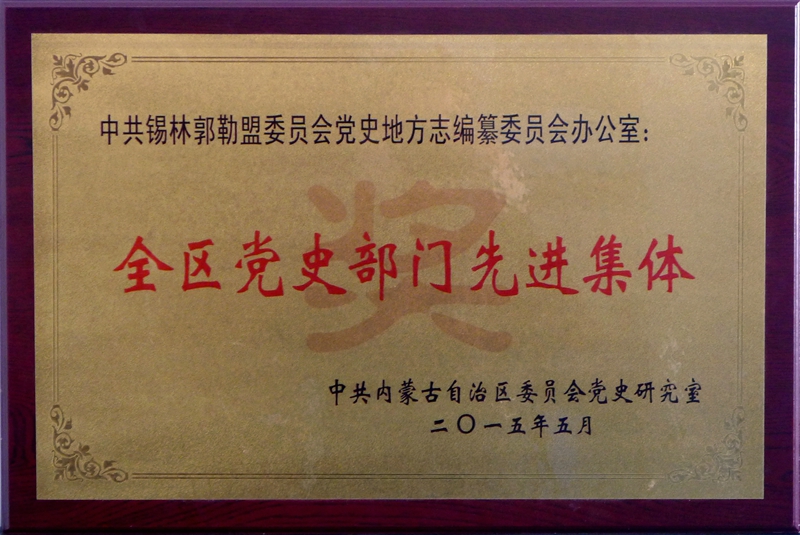 中共锡林郭勒盟委员会党史地方志编纂委员会办公室：
奖
全区党史部门先进集体
中共内蒙古自治区委员会党史研究室
二〇一五年五月